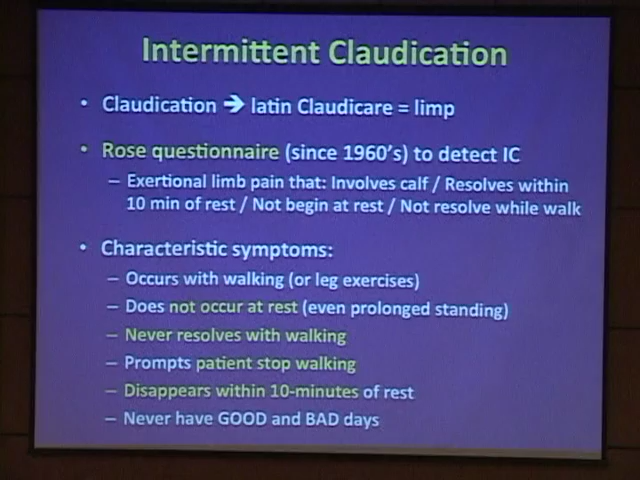 Intermittent Claudication
• Claudication ➔ latin Claudicare = limp
• Rose questionnaire (since 1960's) to detect IC
– Exertional limb pain that: Involves calf / Resolves within
10 min of rest / Not begin at rest / Not resolve while walk
• Characteristic symptoms:
– Occurs with walking (or leg exercises)
– Does not occur at rest (even prolonged standing)
– Never resolves with walking
– Prompts patient stop walking
– Disappears within 10-minutes of rest
– Never have GOOD and BAD days